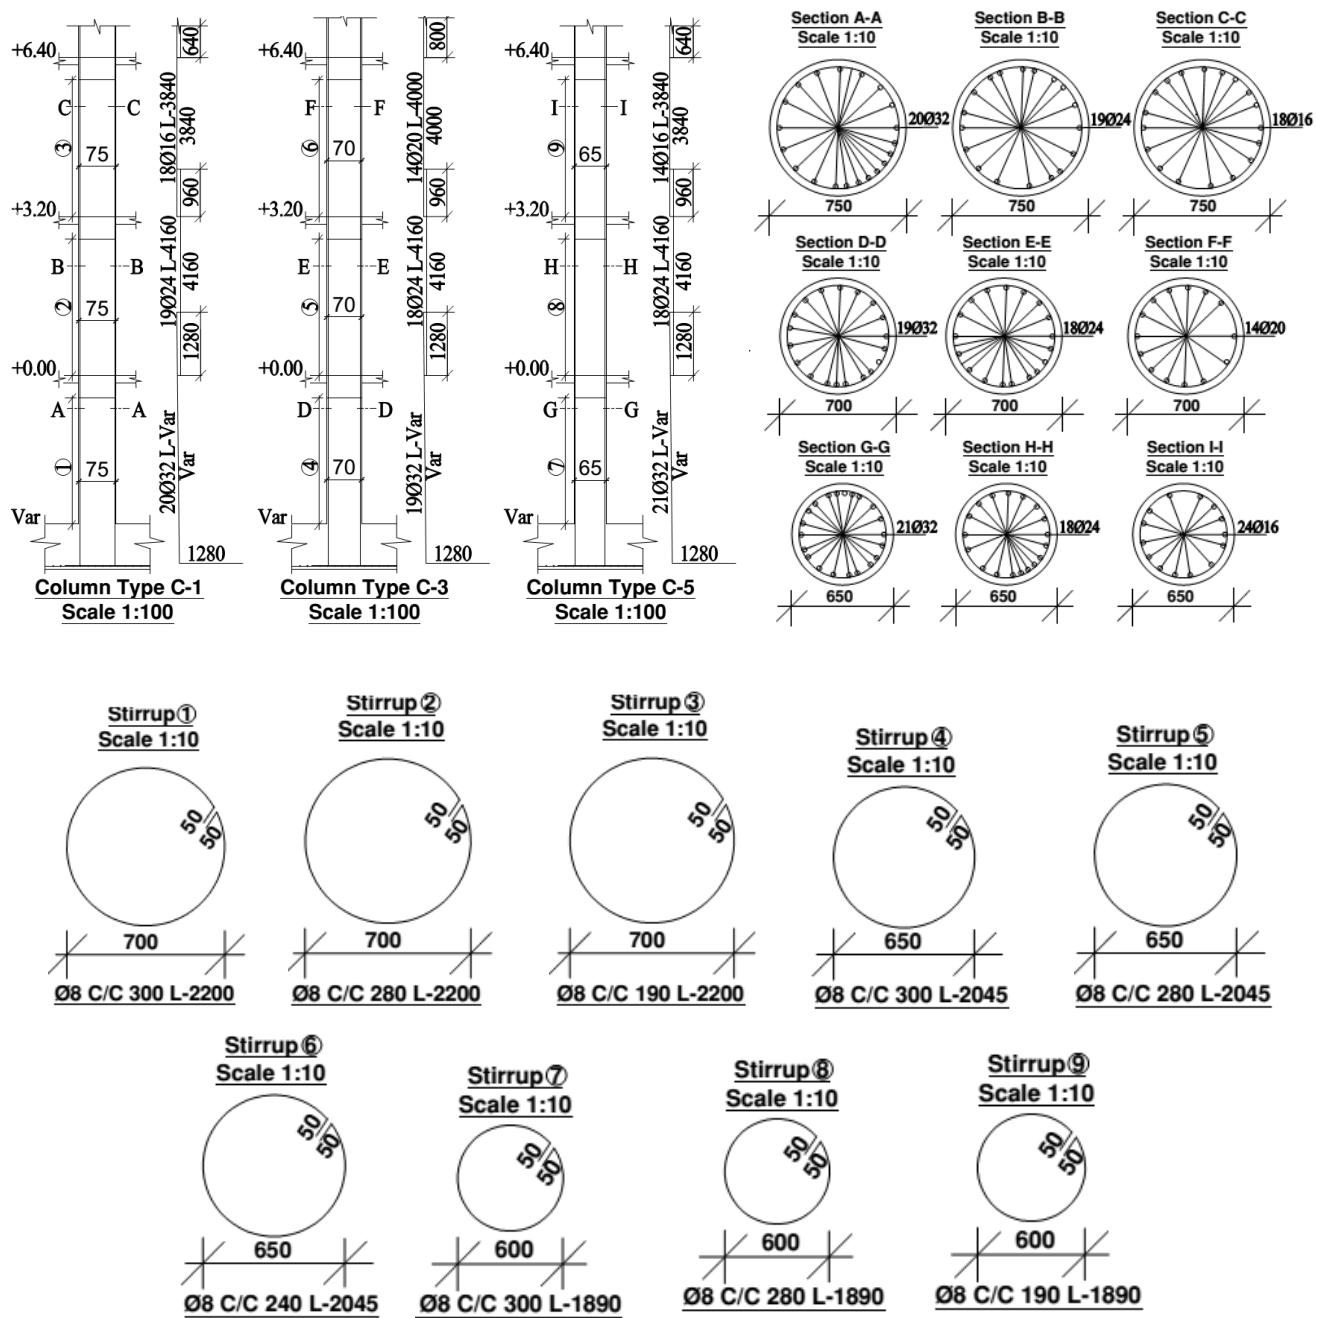 +6.40
C
C
③
75
18Ø16 L-3840
640
3840
960
+3.20
B
B
②
75
19Ø24 L-4160
4160
1280
+0.00
A
A
①
75
20Ø32 L-Var
Var
Var
1280
Column Type C-1
Scale 1:100
+6.40
F
F
⑥
70
14Ø20 L-4000
800
4000
960
+3.20
E
E
⑤
70
18Ø24 L-4160
4160
1280
+0.00
D
D
④
70
19Ø32 L-Var
Var
Var
1280
Column Type C-3
Scale 1:100
+6.40
I
I
⑨
65
14Ø16 L-3840
640
3840
960
+3.20
H
H
⑧
18Ø24 L-4160
4160
1280
+0.00
G
G
⑦
65
21Ø32 L-Var
Var
Var
1280
Column Type C-5
Scale 1:100
Section A-A
Scale 1:10
20Ø32
750
Section B-B
Scale 1:10
19Ø24
750
Section C-C
Scale 1:10
18Ø16
750
Section D-D
Scale 1:10
19Ø32
700
Section E-E
Scale 1:10
18Ø24
700
Section F-F
Scale 1:10
14Ø20
700
Section G-G
Scale 1:10
21Ø32
650
Section H-H
Scale 1:10
18Ø24
650
Section I-I
Scale 1:10
24Ø16
650
Stirrup①
Scale 1:10
50
50
700
Ø8 C/C 300 L-2200
Stirrup②
Scale 1:10
50
50
700
Ø8 C/C 280 L-2200
Stirrup③
Scale 1:10
50
50
700
Ø8 C/C 190 L-2200
Stirrup④
Scale 1:10
50
50
650
Ø8 C/C 300 L-2045
Stirrup⑤
Scale 1:10
50
50
650
Ø8 C/C 280 L-2045
Stirrup⑥
Scale 1:10
50
50
650
Ø8 C/C 240 L-2045
Stirrup⑦
Scale 1:10
50
50
600
Ø8 C/C 300 L-1890
Stirrup⑧
Scale 1:10
50
50
600
Ø8 C/C 280 L-1890
Stirrup⑨
Scale 1:10
50
50
600
Ø8 C/C 190 L-1890